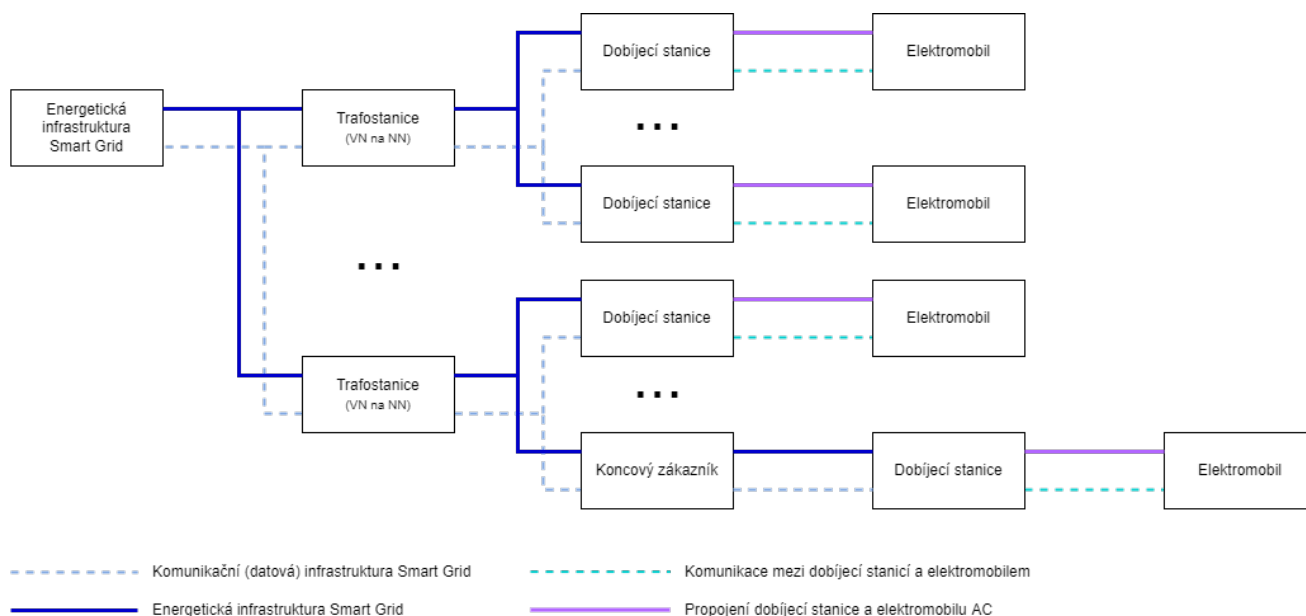 Dobíjecí stanice
Elektromobil
Energetická
infrastruktura
Smart Grid
Trafostanice
(VN na NN)
...
Dobíjecí stanice
Elektromobil
...
Dobíjecí stanice
Elektromobil
Trafostanice
(VN na NN)
...
Koncový zákazník
Dobíjecí stanice
Elektromobil
Komunikační (datová) infrastruktura Smart Grid
Komunikace mezi dobíjecí stanicí a elektromobilem
Energetická infrastruktura Smart Grid
Propojení dobíjecí stanice a elektromobilu AC